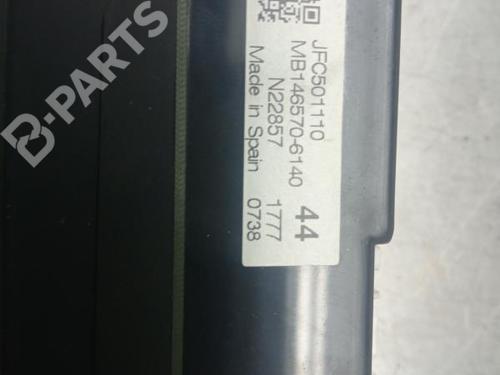 JFC501110
MB146570-6140
N22857
Made in Spain
44
1777
0738
B-PARTS